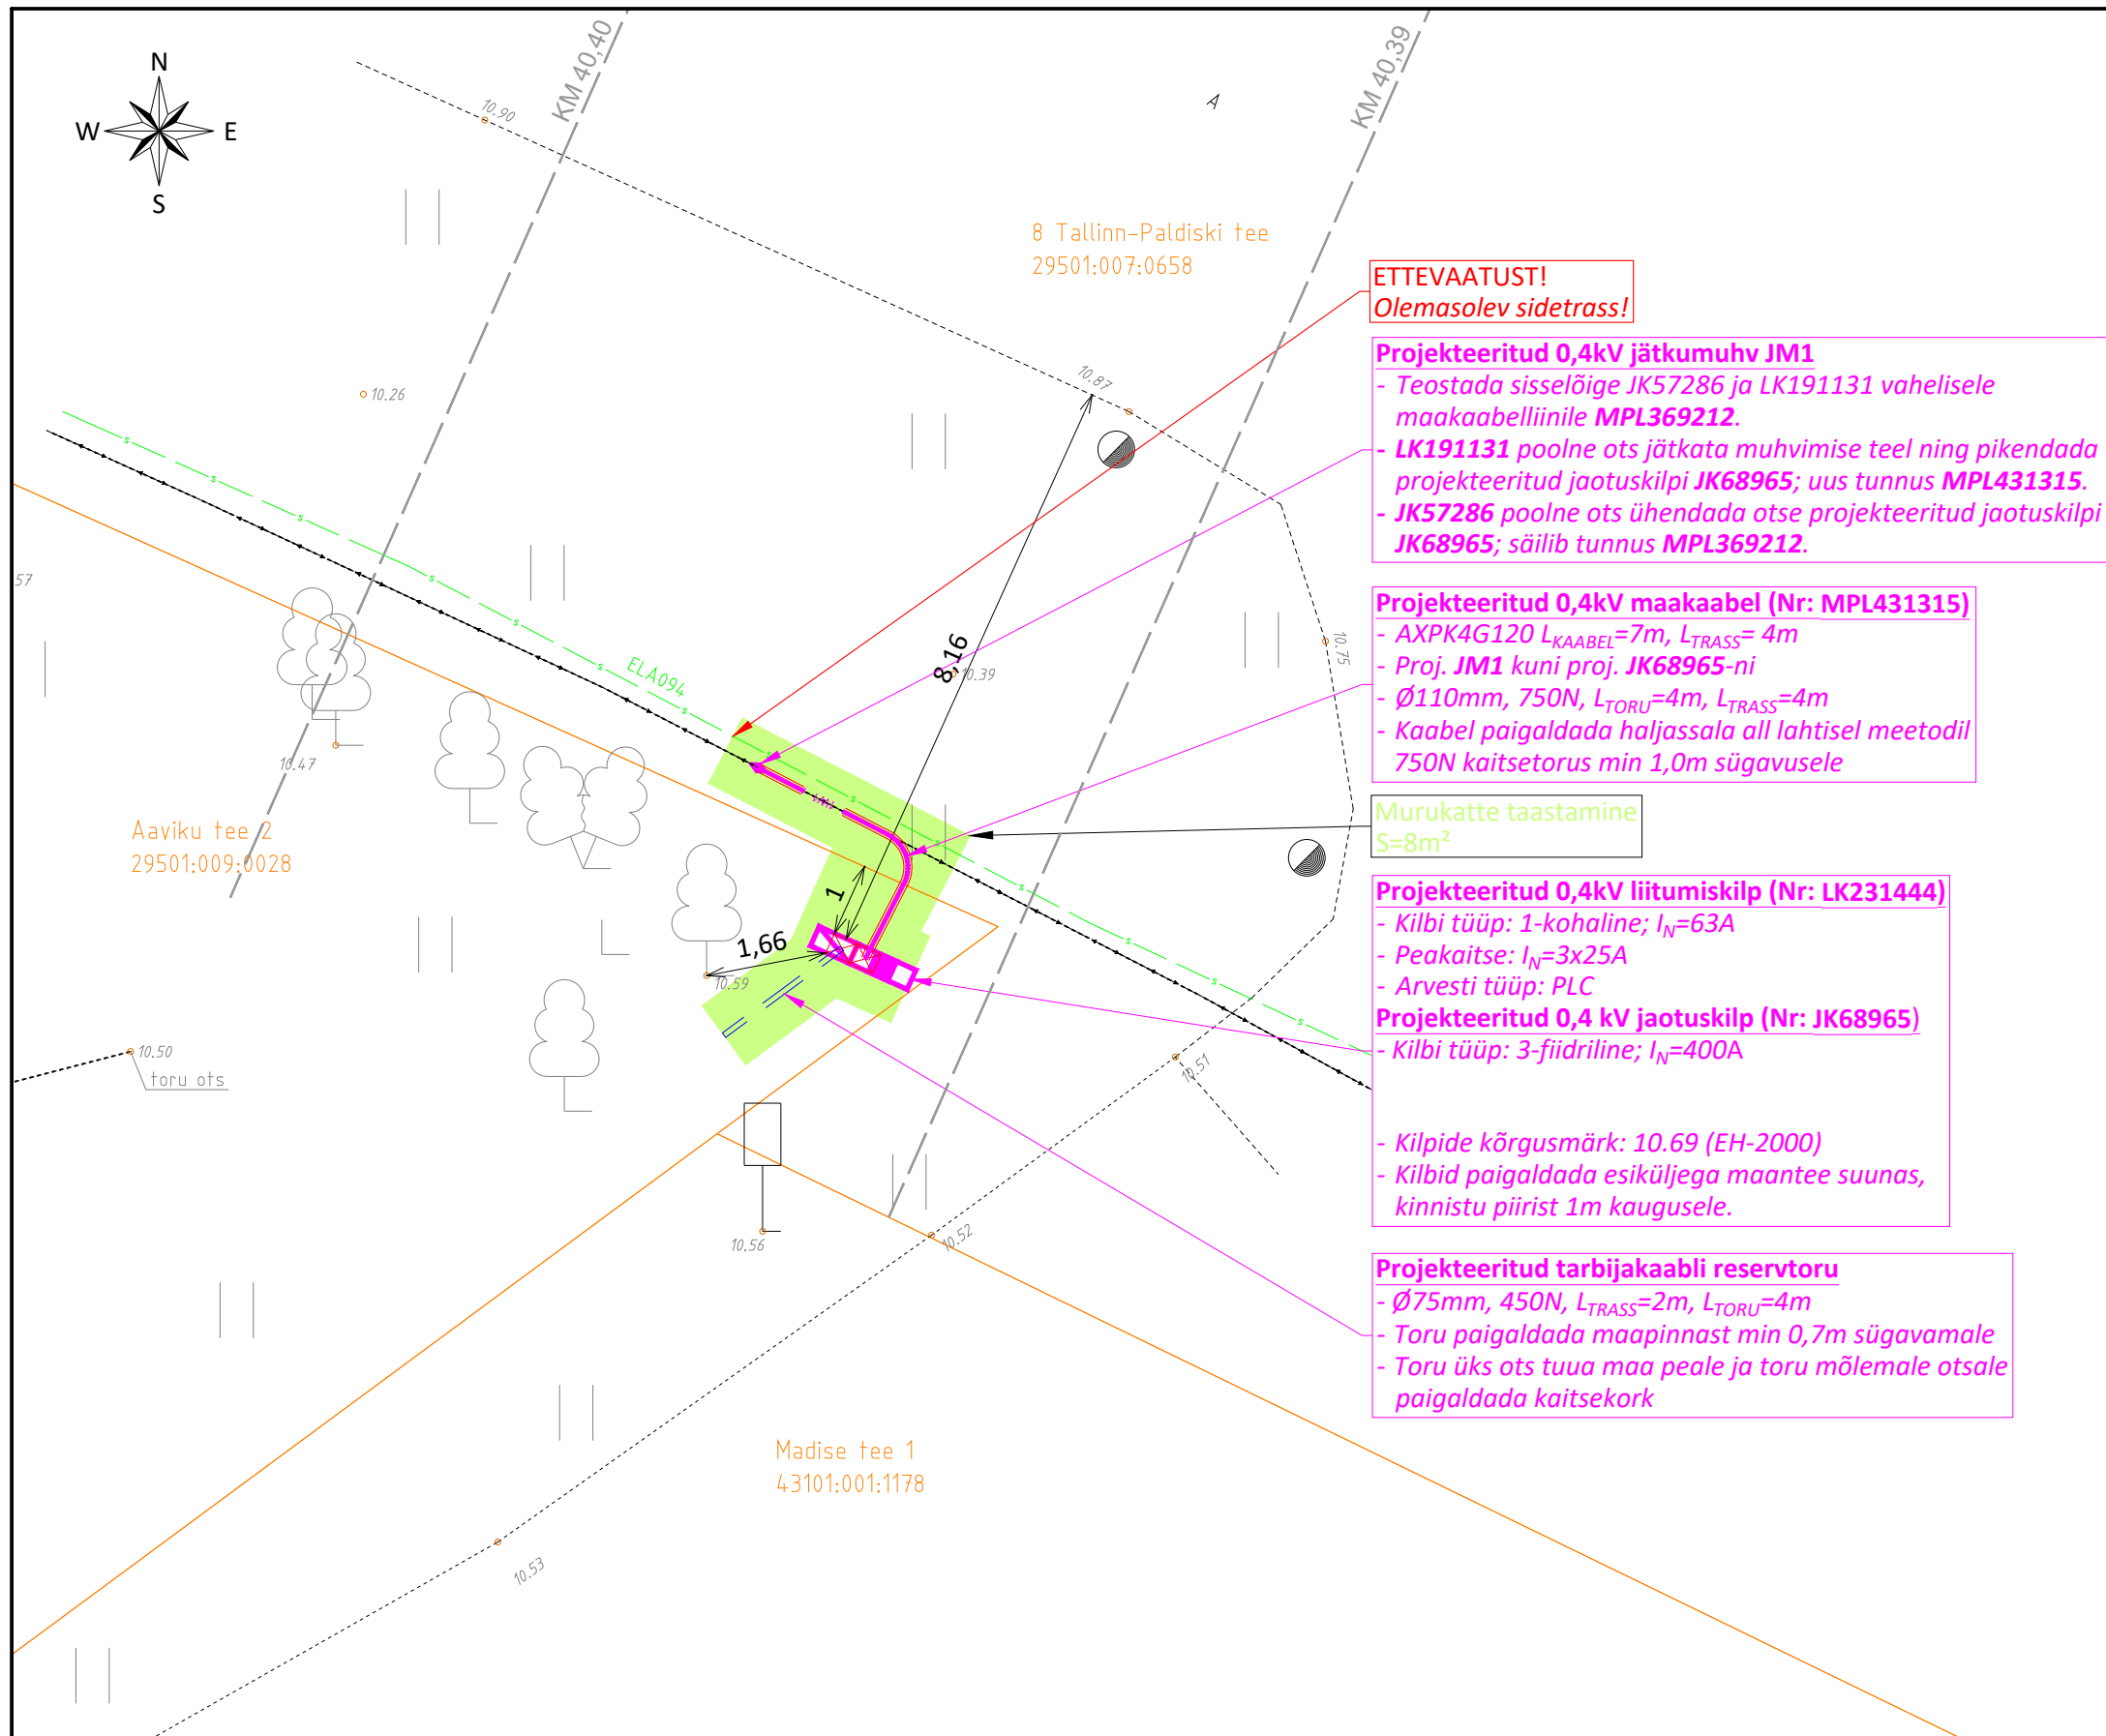 KM 40,40
KM 40,39
N
W E
S
10.90
A
8 Tallinn-Paldiski tee
29501:007:0658
ETTEVAATUST!
Olemasolev sidetrass!
Projekteeritud 0,4kV jätkumuhv JM1
- Teostada sisselõige JK57286 ja LK191131 vahelisele
maakaabelliinile MPL369212.
- LK191131 poolne ots jätkata muhvimise teel ning pikendada
projekteeritud jaotuskilpi JK68965; uus tunnus MPL431315.
- JK57286 poolne ots ühendada otse projekteeritud jaotuskilpi
JK68965; säilib tunnus MPL369212.
10.87
10.26
57
Projekteeritud 0,4kV maakaabel (Nr: MPL431315)
- AXPK4G120 LKAABEL=7m, LTRASS= 4m
- Proj. JM1 kuni proj. JK68965-ni
- Ø110mm, 750N, LTORU=4m, LTRASS=4m
- Kaabel paigaldada haljassala all lahtisel meetodil
750N kaitsetorus min 1,0m sügavusele
10.75
8,16
10.39
ELA094
10.47
Murukatte taastamine
S=8m²
Aaviku tee 2
29501:009:0028
1
1,66
10.59
Projekteeritud 0,4kV liitumiskilp (Nr: LK231444)
- Kilbi tüüp: 1-kohaline; IN=63A
- Peakaitse: IN=3x25A
- Arvesti tüüp: PLC
Projekteeritud 0,4 kV jaotuskilp (Nr: JK68965)
- Kilbi tüüp: 3-fiidriline; IN=400A
- Kilpide kõrgusmärk: 10.69 (EH-2000)
- Kilbid paigaldada esiküljega maantee suunas,
kinnistu piirist 1m kaugusele.
10.50
toru ots
10.51
10.56
10.52
Projekteeritud tarbijakaabli reservtoru
- Ø75mm, 450N, LTRASS=2m, LTORU=4m
- Toru paigaldada maapinnast min 0,7m sügavamale
- Toru üks ots tuua maa peale ja toru mõlemale otsale
paigaldada kaitsekork
Madise tee 1
43101:001:1178
10.53